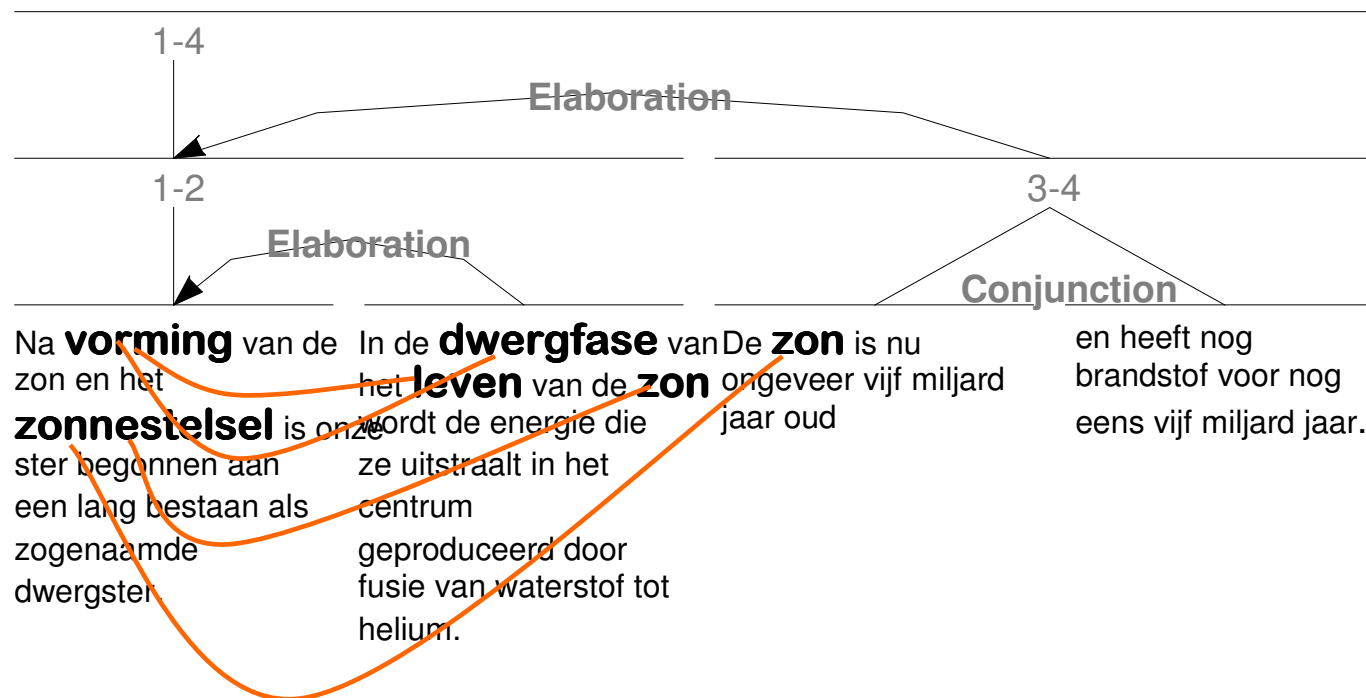 1-4
Elaboration
1-2
3-4
Elaboration
Conjunction
Na vorming van de
zon en het
zonnestelsel is onze
ster begonnen aan
een lang bestaan als
zogenaamde
dwergster.
In de dwergfase van
het leven van de zon
wordt de energie die
ze uitstraalt in het
centrum
geproduceerd door
fusie van waterstof tot
helium.
De zon is nu
ongeveer vijf miljard
jaar oud
en heeft nog
brandstof voor nog
eens vijf miljard jaar.